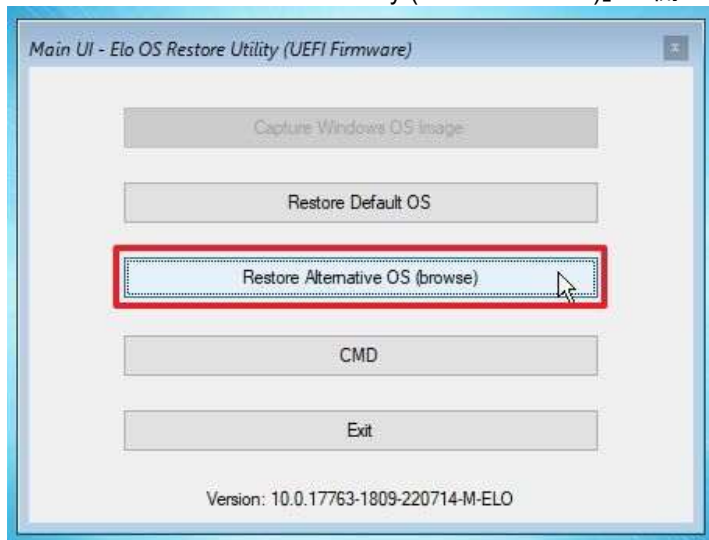 Main UI - Elo OS Restore Utility (UEFI Firmware)
x
Capture Windows OS Image
Restore Default OS
Restore Alternative OS (browse)
CMD
Exit
Version: 10.0.17763-1809-220714-M-ELO